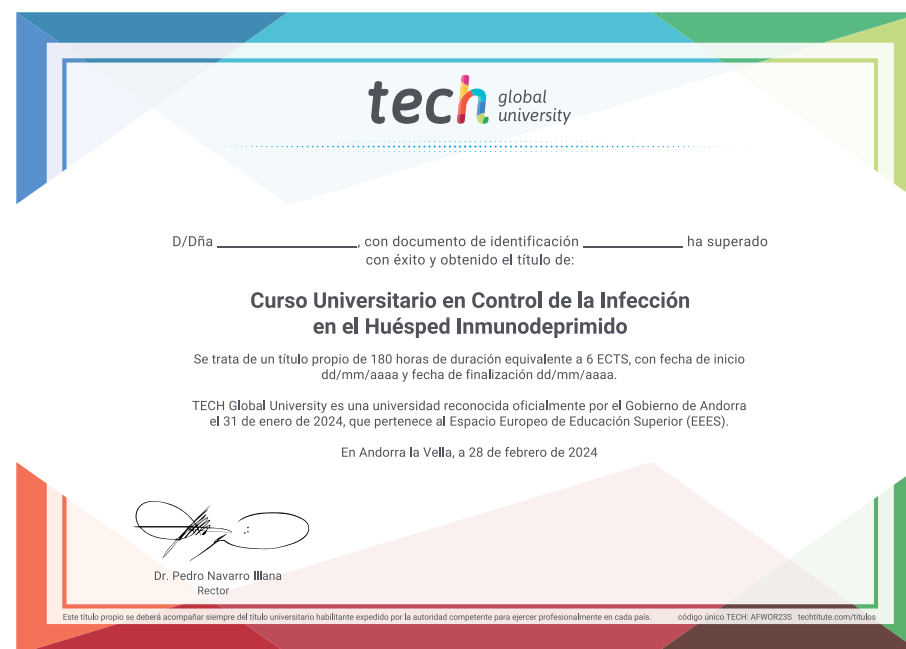 tech global university
D/Dña ____________________, con documento de identificación ______________ ha superado
con éxito y obtenido el título de:
Curso Universitario en Control de la Infección
en el Huésped Inmunodeprimido
Se trata de un título propio de 180 horas de duración equivalente a 6 ECTS, con fecha de inicio
dd/mm/aaaa y fecha de finalización dd/mm/aaaa.
TECH Global University es una universidad reconocida oficialmente por el Gobierno de Andorra
el 31 de enero de 2024, que pertenece al Espacio Europeo de Educación Superior (EEES).
En Andorra la Vella, a 28 de febrero de 2024
Dr. Pedro Navarro Illana
Rector
Este título propio se deberá acompañar siempre del título universitario habilitante expedido por la autoridad competente para ejercer profesionalmente en cada país. código único TECH: AFWOR23S techtitute.com/titulos